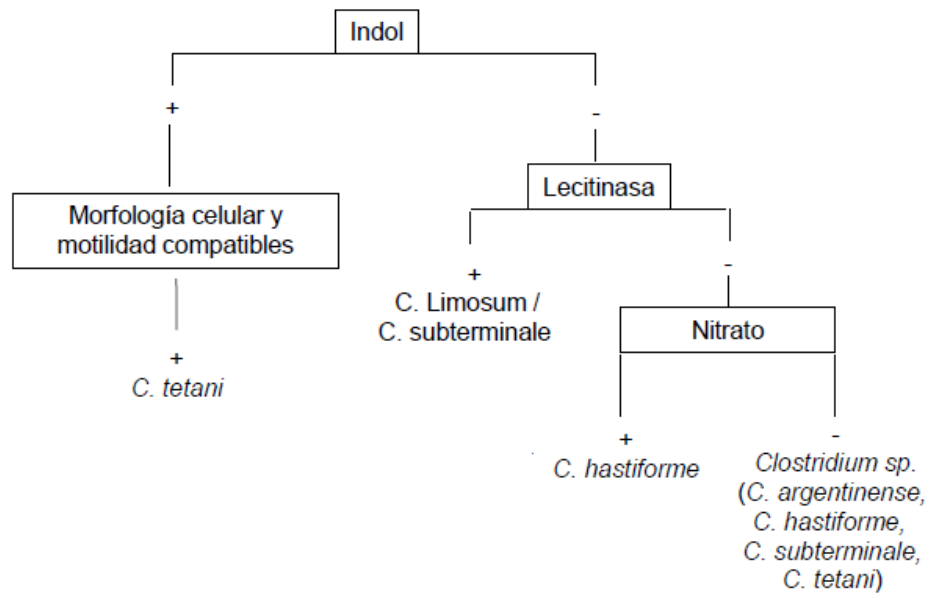 Indol
+
-
Morfología celular y
motilidad compatibles
Lecitinasa
+
C. tetani
+
C. Limosum /
C. subterminale
-
Nitrato
+
C. hastiforme
-
Clostridium sp.
(C. argentinense,
C. hastiforme,
C. subterminale,
C. tetani)